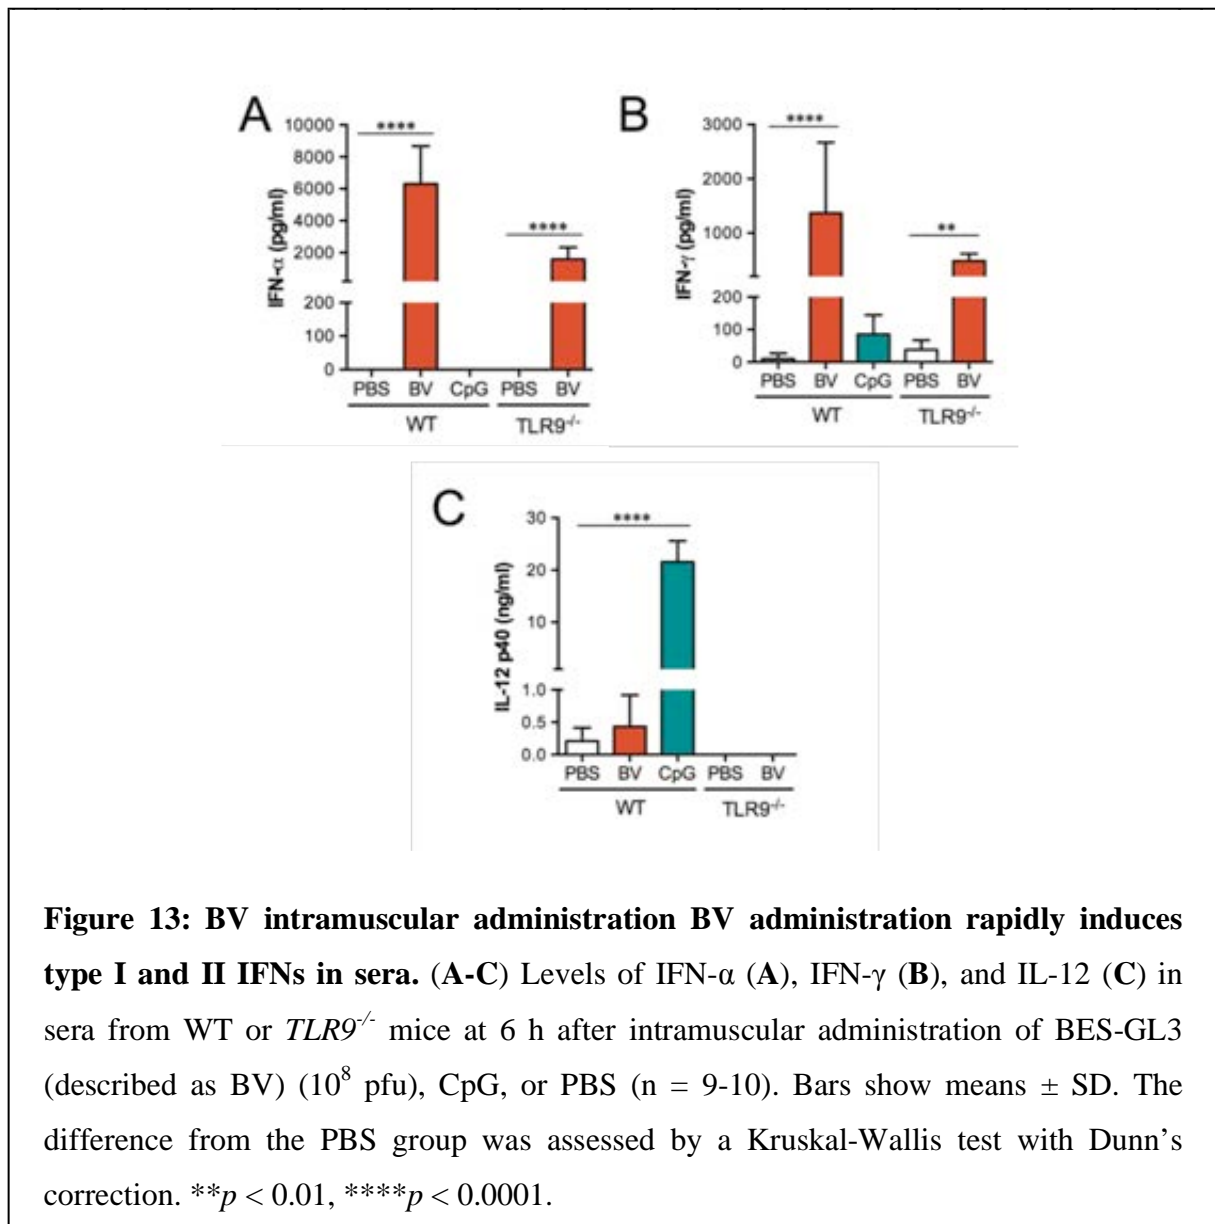 A
10000
8000
6000
4000
2000
200
100
0
IFN-α (pg/ml)
****
****
PBS BV CpG PBS BV
WT TLR9-/-
B
3000
2000
1000
200
100
0
IFN-γ (pg/ml)
****
**
PBS BV CpG PBS BV
WT TLR9-/-
C
30
20
10
1.0
0.5
0.0
IL-12 p40 (ng/ml)
****
PBS BV CpG PBS BV
WT TLR9-/-
Figure 13: BV intramuscular administration BV administration rapidly induces
type I and II IFNs in sera. (A-C) Levels of IFN-α (A), IFN-γ (B), and IL-12 (C) in
sera from WT or TLR9-/- mice at 6 h after intramuscular administration of BES-GL3
(described as BV) (10⁸ pfu), CpG, or PBS (n = 9-10). Bars show means ± SD. The
difference from the PBS group was assessed by a Kruskal-Wallis test with Dunn’s
correction. **p < 0.01, ****p < 0.0001.